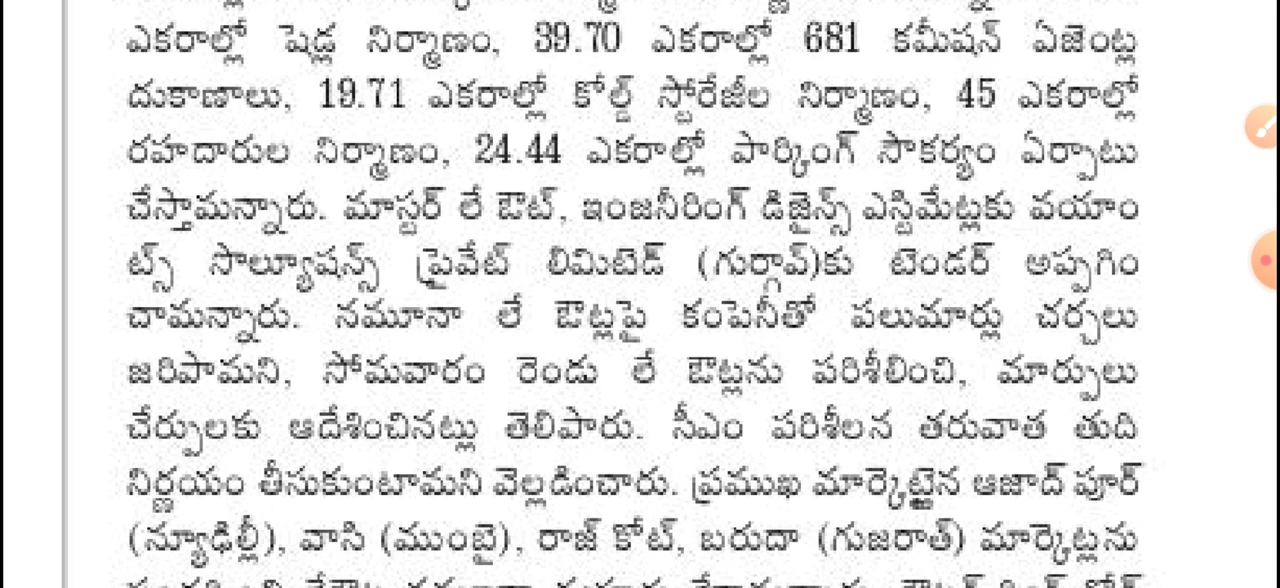 ఎకరాల్లో షెడ్ల నిర్మాణం, 39.70 ఎకరాల్లో 681 కమీషన్ ఏజెంట్ల
దుకాణాలు, 19.71 ఎకరాల్లో కోల్డ్ స్టోరేజీల నిర్మాణం, 45 ఎకరాల్లో
రహదారుల నిర్మాణం, 24.44 ఎకరాల్లో పార్కింగ్ సౌకర్యం ఏర్పాటు
చేస్తామన్నారు. మాస్టర్ లే ఔట్, ఇంజనీరింగ్ డిజైన్స్ ఎస్టిమేట్లకు వయాం
ట్స్ సొల్యూషన్స్ ప్రైవేట్ లిమిటెడ్ (గుర్గావ్)కు టెండర్ అప్పగిం
చామన్నారు. నమూనా లే ఔట్లపై కంపెనీతో పలుమార్లు చర్చలు
జరిపామని, సోమవారం రెండు లే ఔట్లను పరిశీలించి, మార్పులు
చేర్పులకు ఆదేశించినట్లు తెలిపారు. సీఎం పరిశీలన తరువాత తుది
నిర్ణయం తీసుకుంటామని వెల్లడించారు. ప్రముఖ మార్కెట్లైన ఆజాద్ పూర్
(న్యూఢిల్లీ), వాసి (ముంబై), రాజ్ కోట్, బరుదా (గుజరాత్) మార్కెట్లను